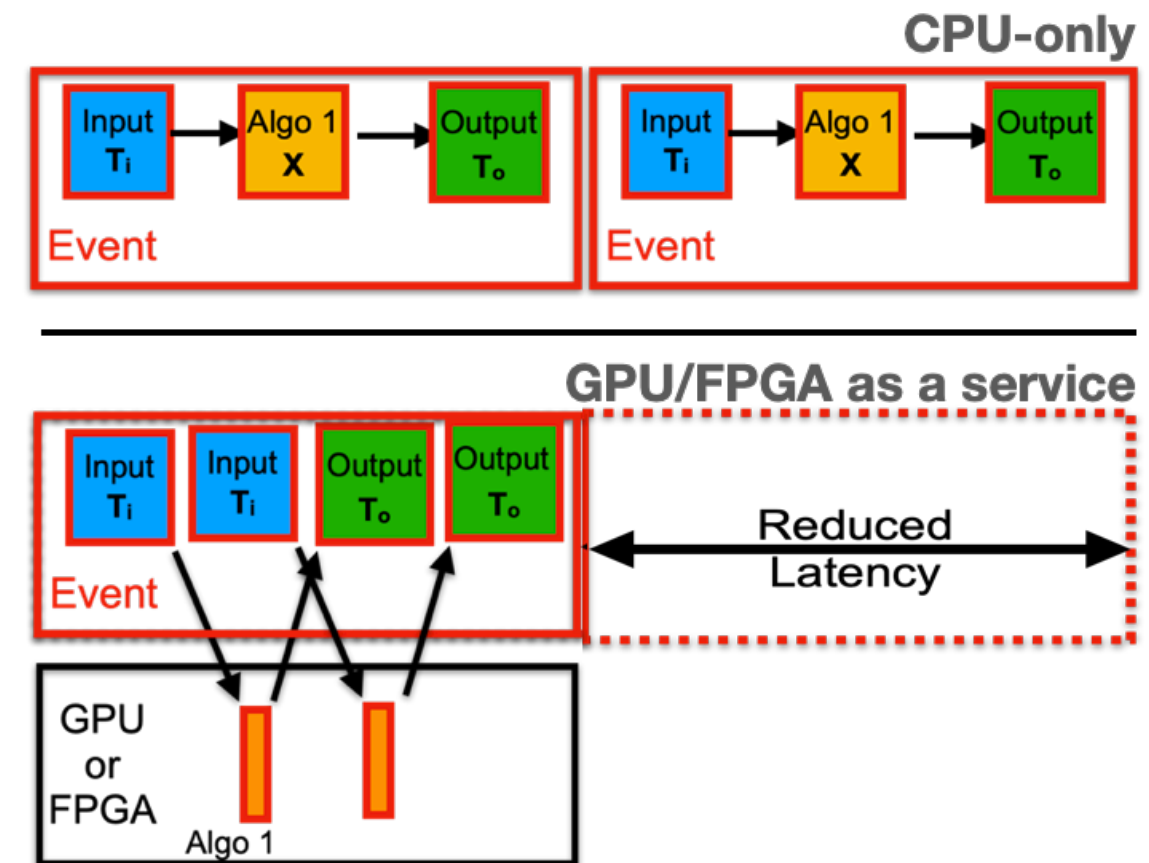 CPU-only
Input
Tᵢ
Algo 1
X
Output
Tₒ
Event
Input
Tᵢ
Algo 1
X
Output
Tₒ
Event
GPU/FPGA as a service
Input
Tᵢ
Input
Tᵢ
Output
Tₒ
Output
Tₒ
Event
Reduced
Latency
GPU
or
FPGA
Algo 1